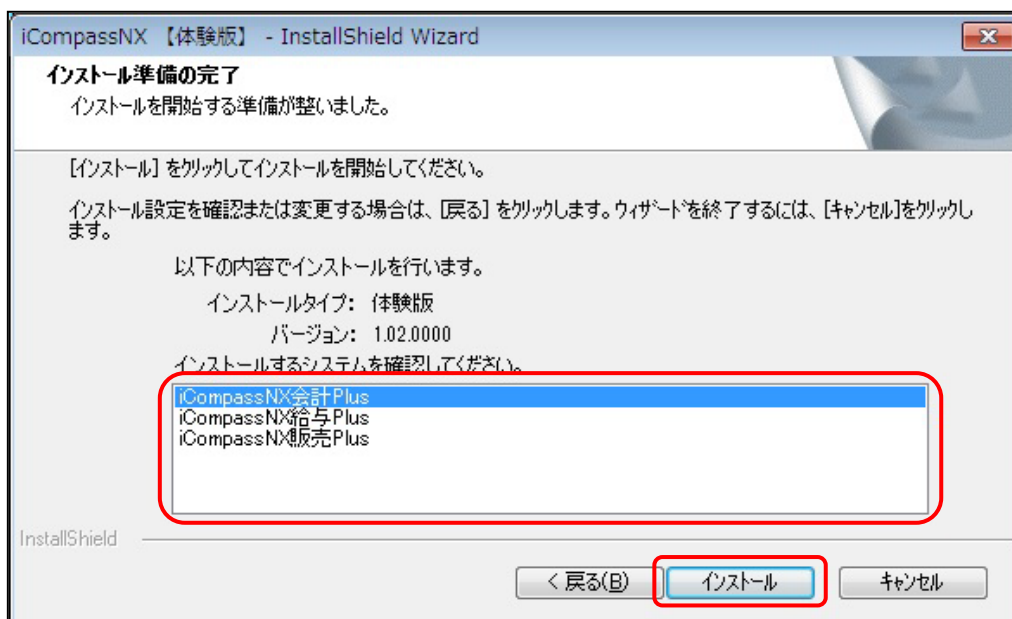 iCompassNX 【体験版】 - InstallShield Wizard
インストール準備の完了
インストールを開始する準備が整いました。
[インストール] をクリックしてインストールを開始してください。
インストール設定を確認または変更する場合は、[戻る] をクリックします。ウィザードを終了するには、[キャンセル]をクリックし
ます。
以下の内容でインストールを行います。
インストールタイプ: 体験版
バージョン: 1.02.0000
インストールするシステムを確認してください。
iCompassNX会計Plus
iCompassNX給与Plus
iCompassNX販売Plus
InstallShield
< 戻る(B) インストール キャンセル